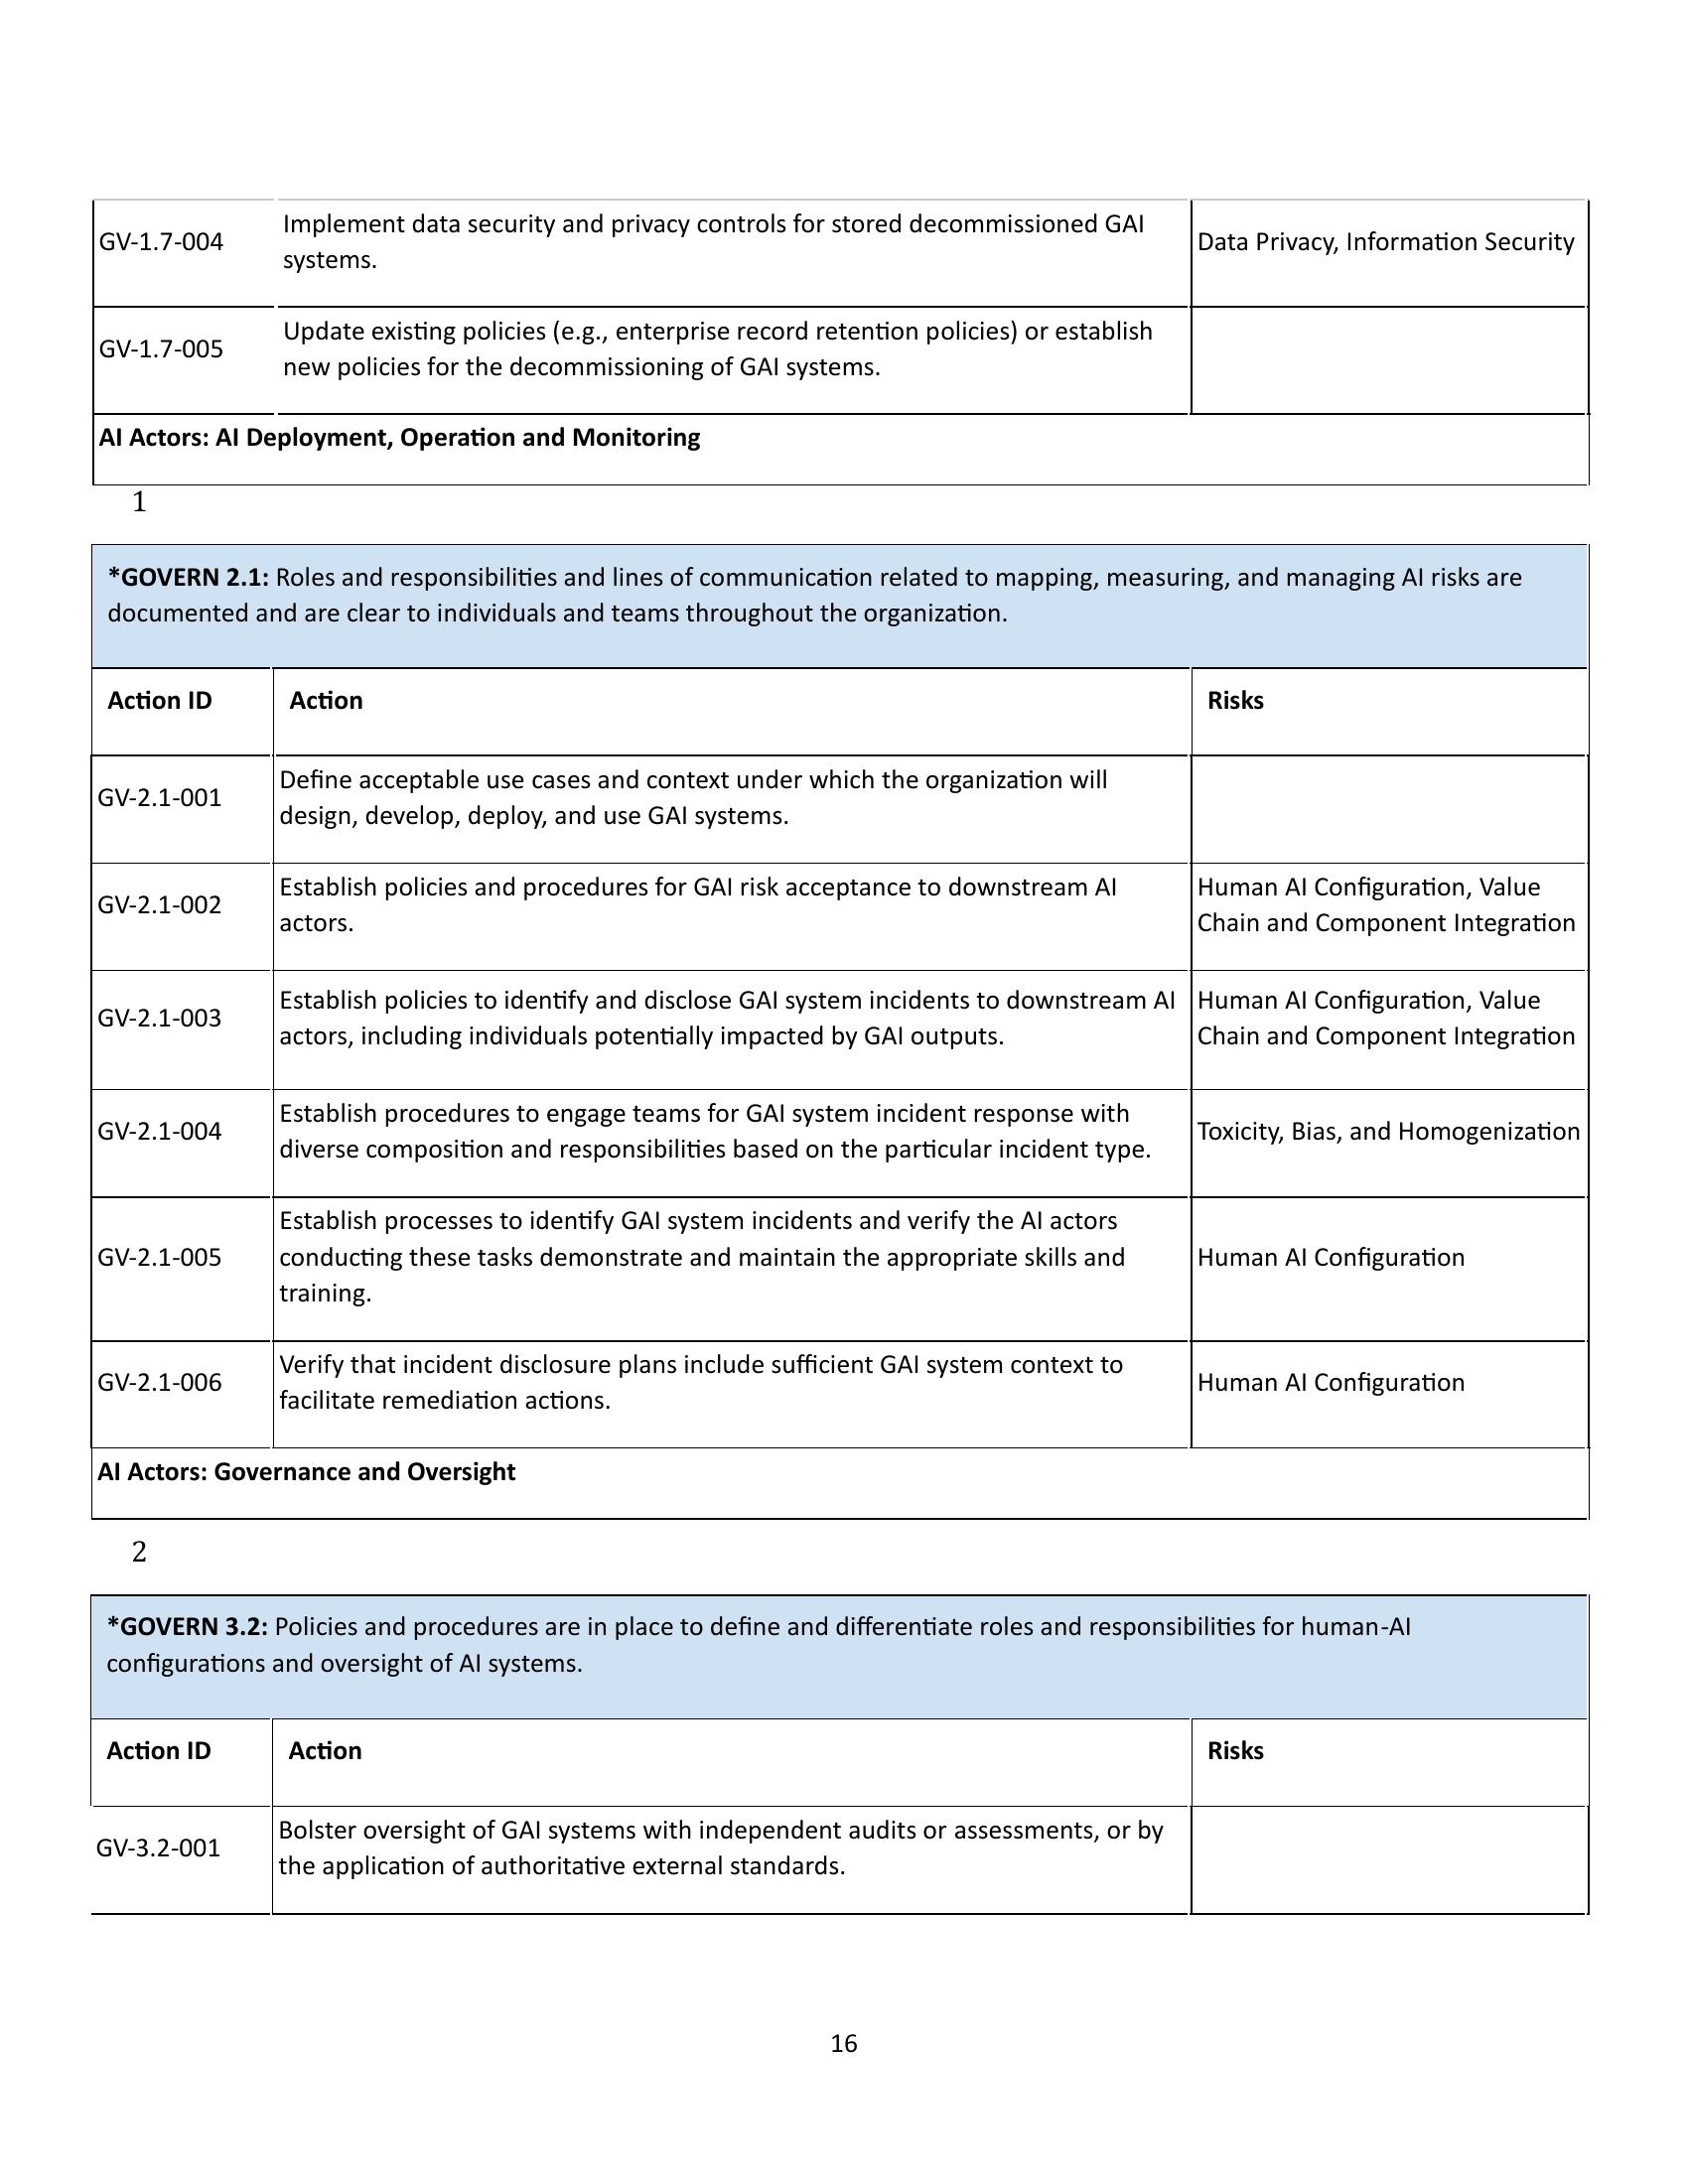 GV-1.7-004
Implement data security and privacy controls for stored decommissioned GAI
systems.
Data Privacy, Information Security
GV-1.7-005
Update existing policies (e.g., enterprise record retention policies) or establish
new policies for the decommissioning of GAI systems.
AI Actors: AI Deployment, Operation and Monitoring
1
*GOVERN 2.1: Roles and responsibilities and lines of communication related to mapping, measuring, and managing AI risks are
documented and are clear to individuals and teams throughout the organization.
Action ID
Action
Risks
GV-2.1-001
Define acceptable use cases and context under which the organization will
design, develop, deploy, and use GAI systems.
GV-2.1-002
Establish policies and procedures for GAI risk acceptance to downstream AI
actors.
Human AI Configuration, Value
Chain and Component Integration
GV-2.1-003
Establish policies to identify and disclose GAI system incidents to downstream AI
actors, including individuals potentially impacted by GAI outputs.
Human AI Configuration, Value
Chain and Component Integration
GV-2.1-004
Establish procedures to engage teams for GAI system incident response with
diverse composition and responsibilities based on the particular incident type.
Toxicity, Bias, and Homogenization
GV-2.1-005
Establish processes to identify GAI system incidents and verify the AI actors
conducting these tasks demonstrate and maintain the appropriate skills and
training.
Human AI Configuration
GV-2.1-006
Verify that incident disclosure plans include sufficient GAI system context to
facilitate remediation actions.
Human AI Configuration
AI Actors: Governance and Oversight
2
*GOVERN 3.2: Policies and procedures are in place to define and differentiate roles and responsibilities for human-AI
configurations and oversight of AI systems.
Action ID
Action
Risks
GV-3.2-001
Bolster oversight of GAI systems with independent audits or assessments, or by
the application of authoritative external standards.
16